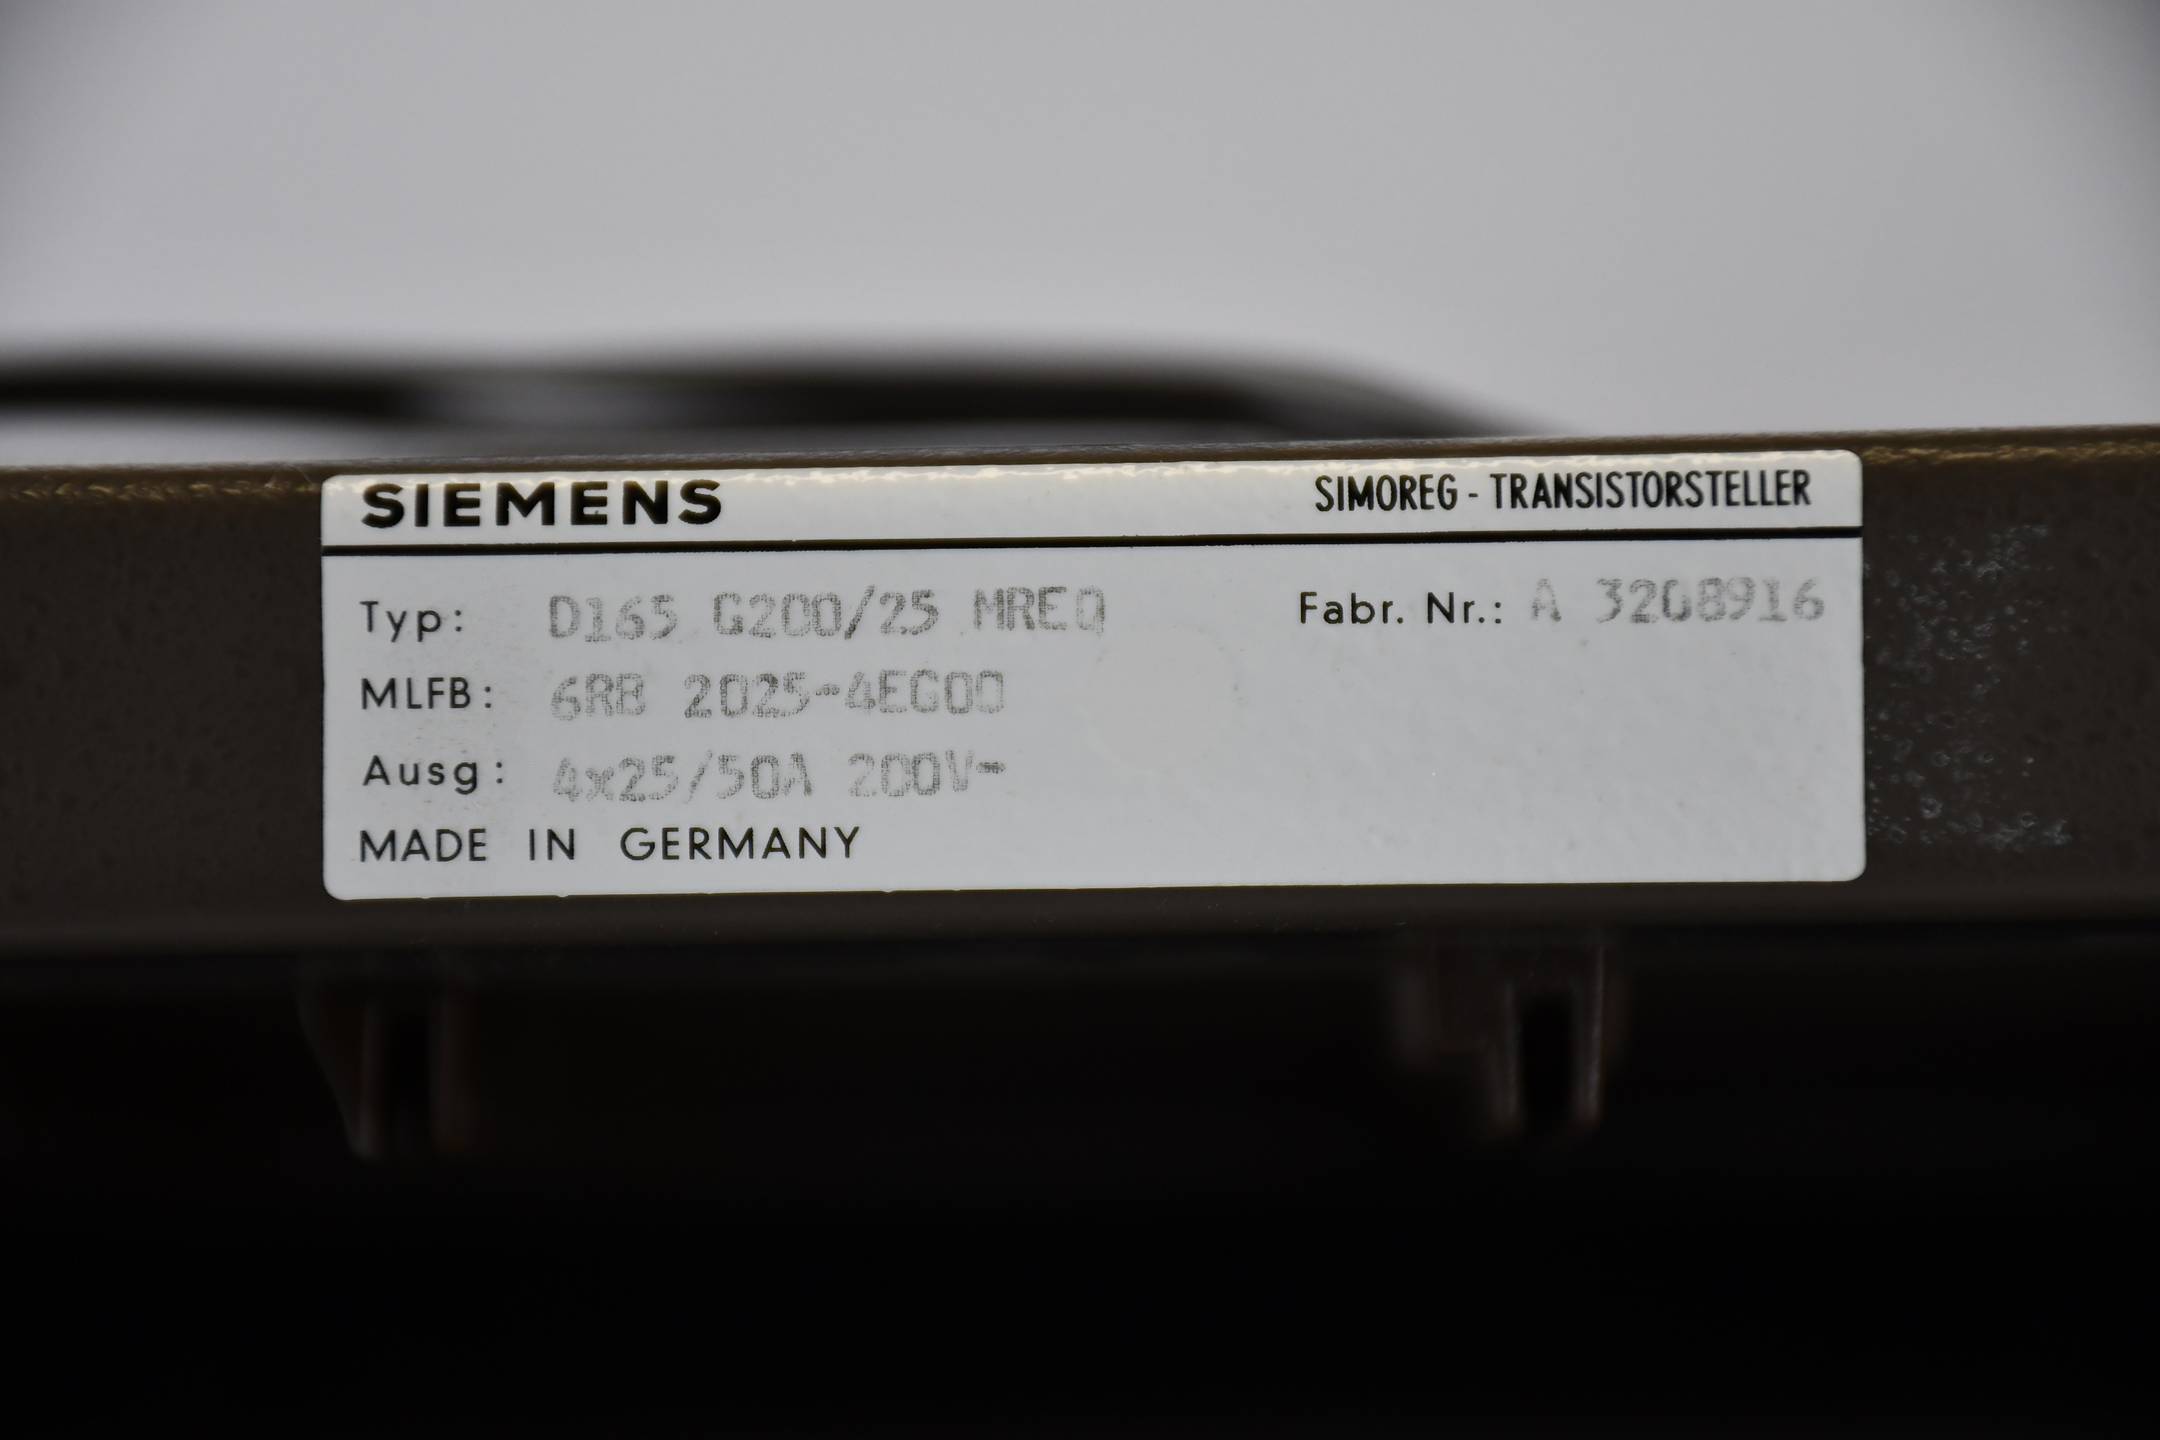 SIEMENS SIMOREG - TRANSISTORSTELLER
Typ: D165 G200/25 MREQ Fabr. Nr.: A 3208916
MLFB: 6RB 2025-4EG00
Ausg: 4x25/50A 200V-
MADE IN GERMANY